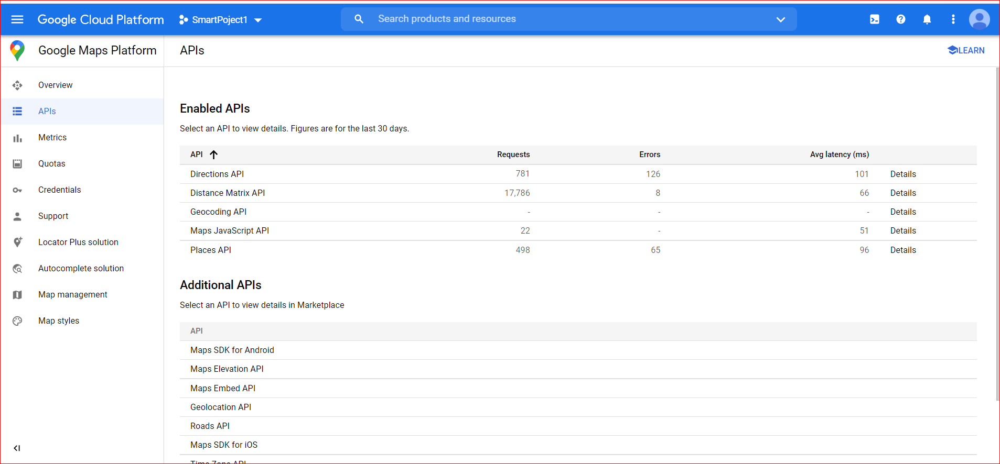 Google Cloud Platform SmartPoject1 Search products and resources
Google Maps Platform APIs LEARN
Overview
APIs
Metrics
Quotas
Credentials
Support
Locator Plus solution
Autocomplete solution
Map management
Map styles
Enabled APIs
Select an API to view details. Figures are for the last 30 days.
API Requests Errors Avg latency (ms)
Directions API 781 126 101 Details
Distance Matrix API 17,786 8 66 Details
Geocoding API - - - Details
Maps JavaScript API 22 - 51 Details
Places API 498 65 96 Details
Additional APIs
Select an API to view details in Marketplace
API
Maps SDK for Android
Maps Elevation API
Maps Embed API
Geolocation API
Roads API
Maps SDK for iOS
Time Zone API